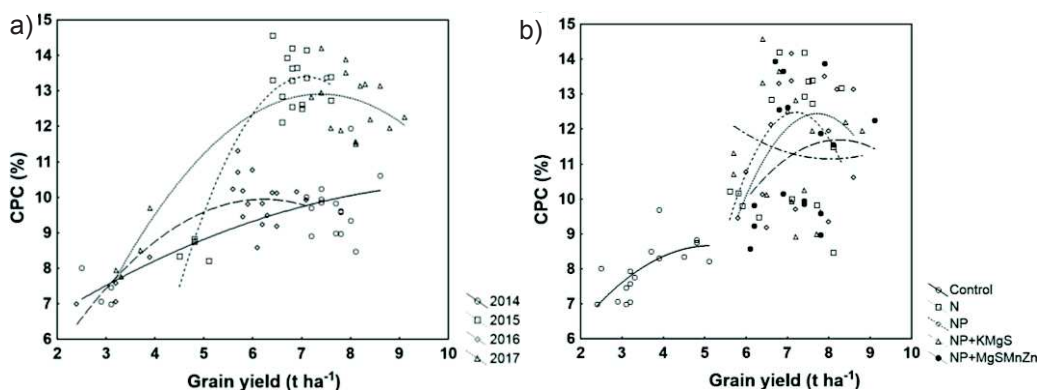 a)
15
14
13
12
11
10
9
8
7
6
CPC (%)
2 3 4 5 6 7 8 9 10
Grain yield (t ha⁻¹)
2014
2015
2016
2017
b)
15
14
13
12
11
10
9
8
7
6
CPC (%)
2 3 4 5 6 7 8 9 10
Grain yield (t ha⁻¹)
Control
N
NP
NP+KMgS
NP+MgSMnZn